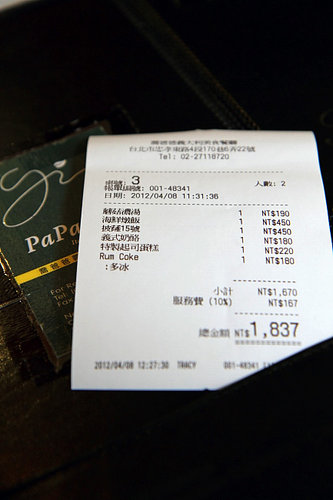 台北市忠孝東路4段170巷6弄22號
Tel: 02-27118720
桌號: 3
帳單編號: 001-48341 人數: 2
日期: 2012/04/08 11:31:36
1 NT$190
海鮮燉飯 1 NT$450
披薩15號 1 NT$450
義式奶酪 1 NT$180
特製起司蛋糕 1 NT$220
Rum Coke 1 NT$180
:多冰
小計 NT$1,670
服務費 (10%) NT$167
總金額 NT$1,837
2012/04/08 12:27:30 TRACY 001-48341
gi
PaPa